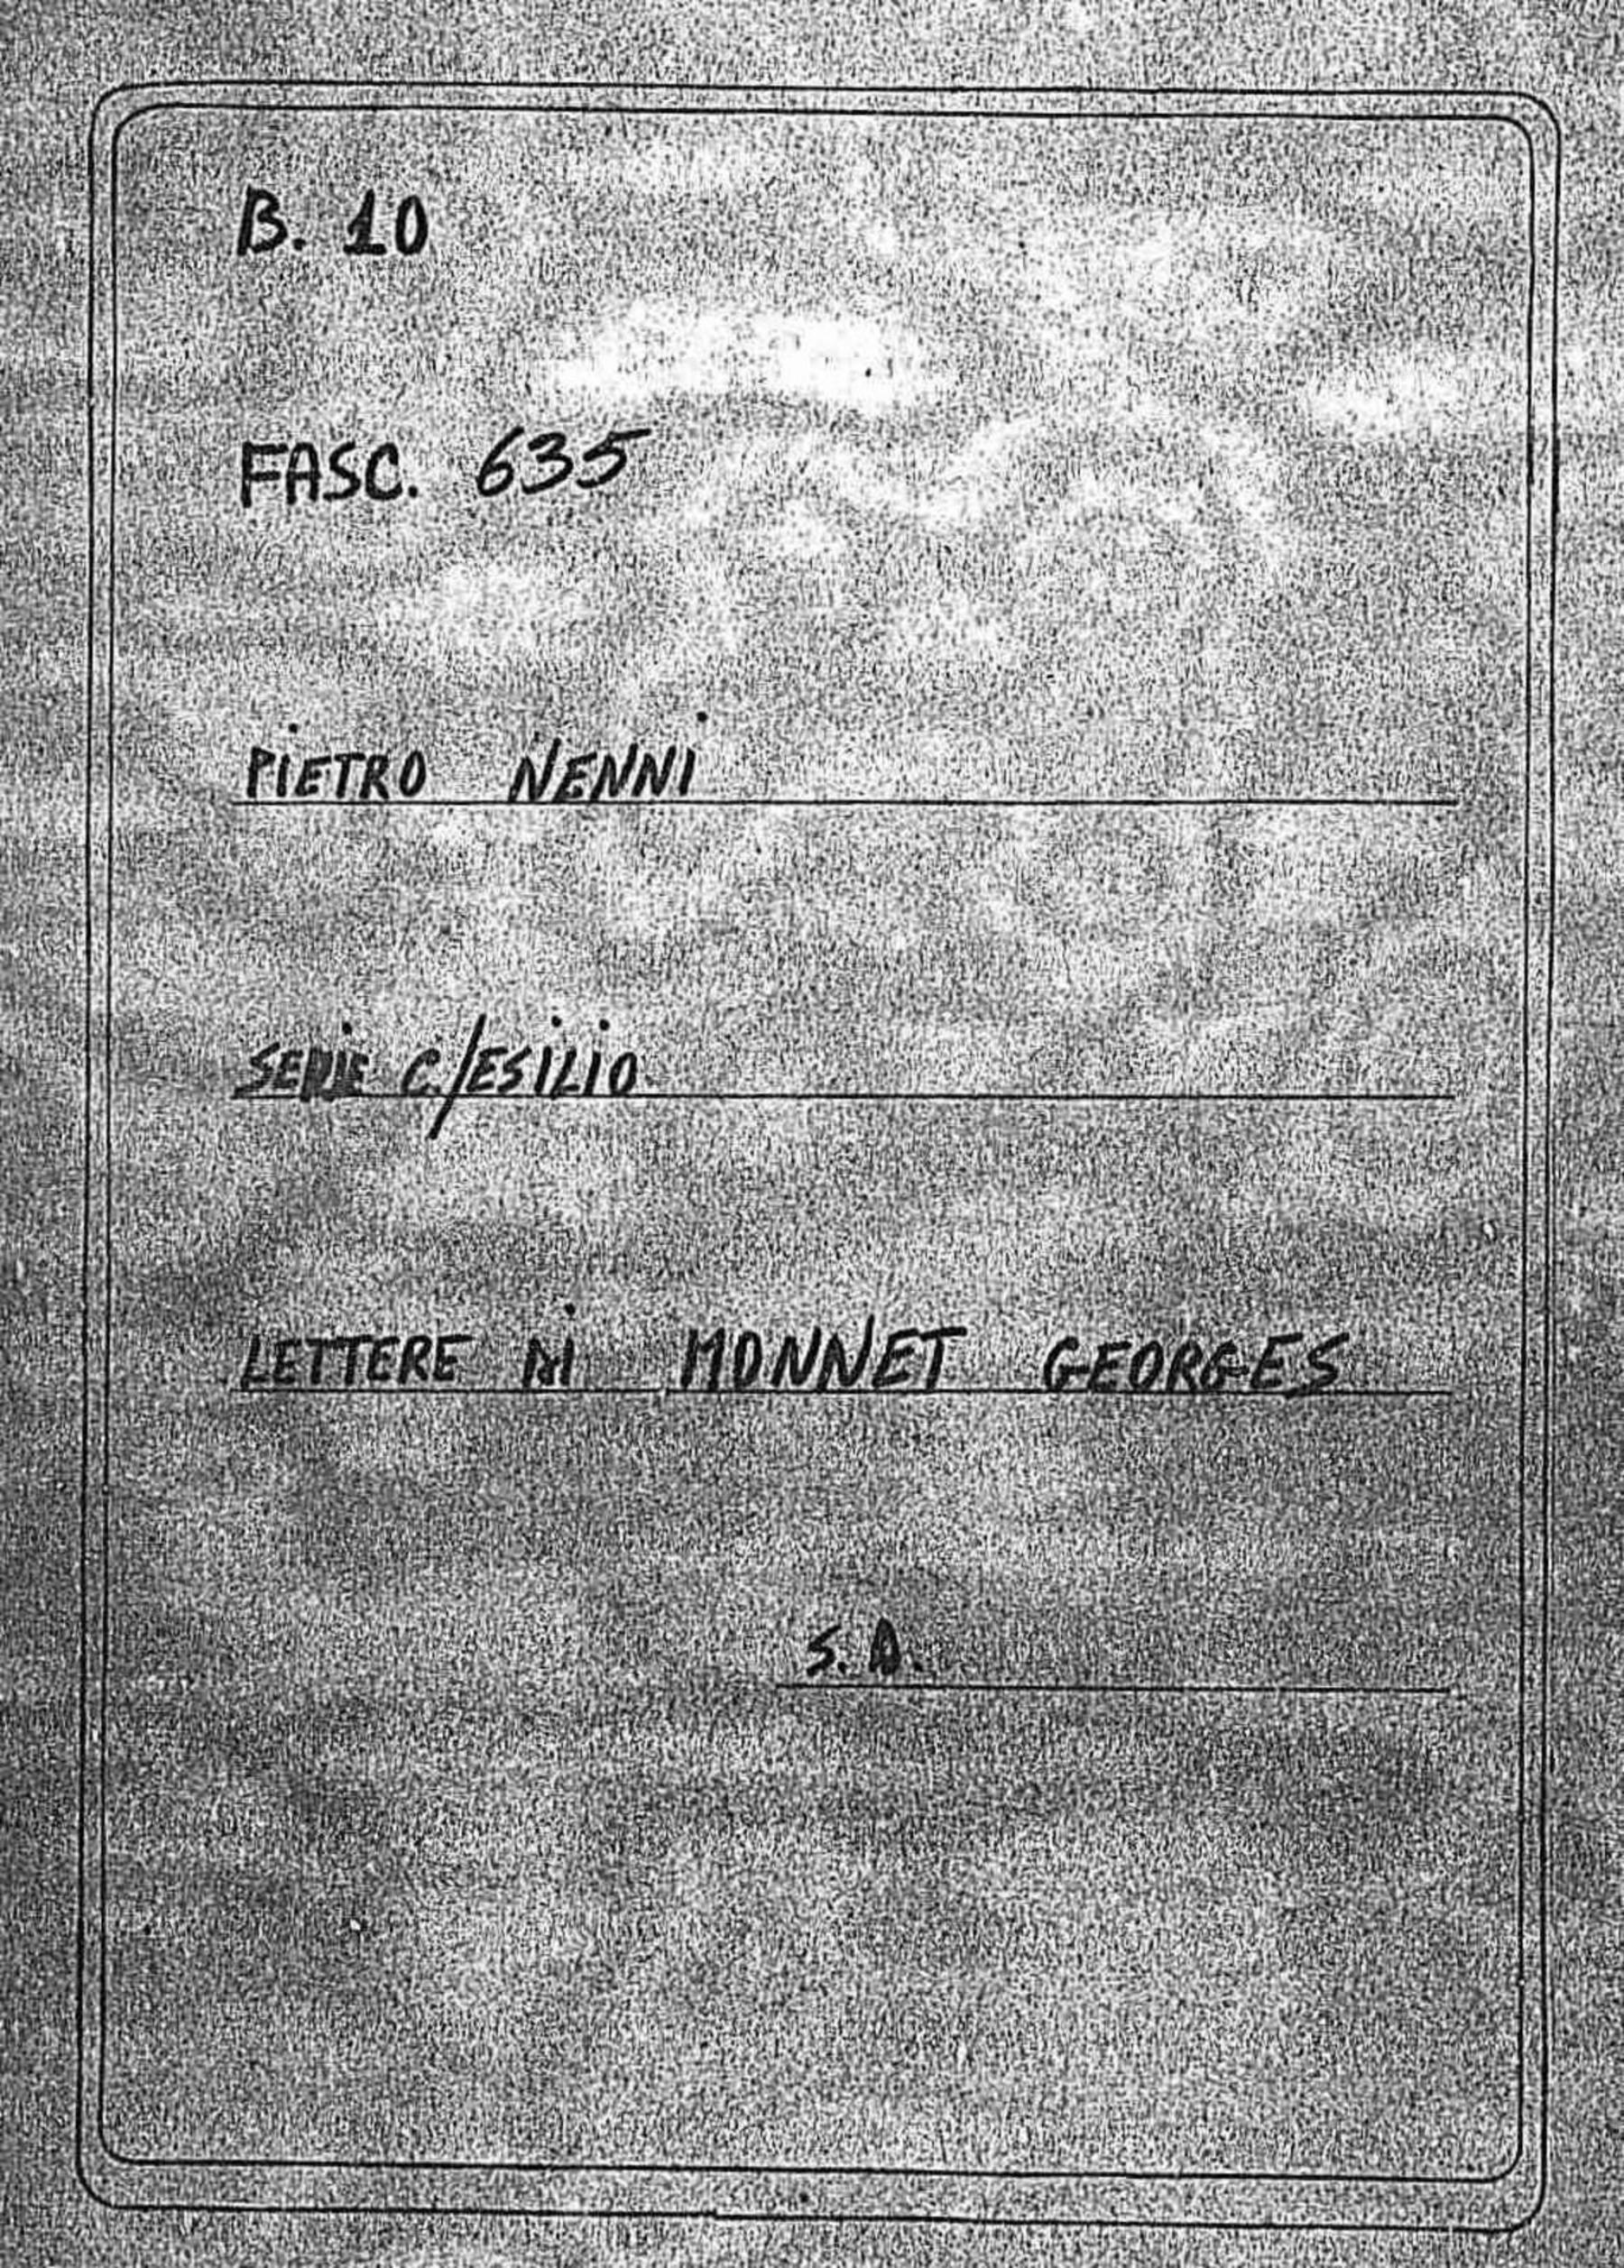 B. 10
FASC. 635
PIETRO NENNI
SERIE C./ESILIO
LETTERE DI MONNET GEORGES
S.D.